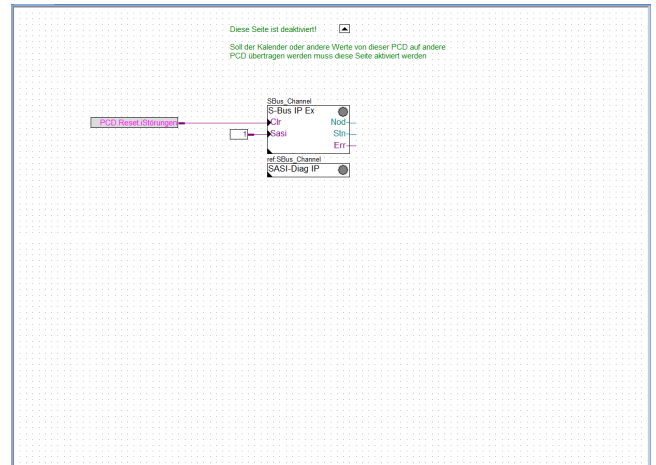 Diese Seite ist deaktiviert!
Soll der Kalender oder andere Werte von dieser PCD auf andere
PCD übertragen werden muss diese Seite aktiviert werden
SBus_Channel
S-Bus IP Ex
PCD.Reset.iStörungen
Clr
Nod
1
Sasi
Stn
Err
ref:SBus_Channel
SASI-Diag IP